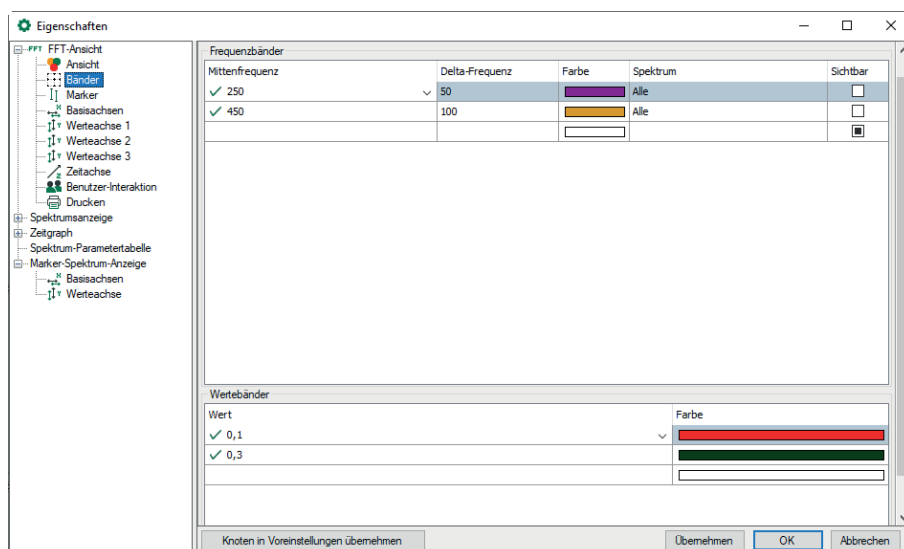 Eigenschaften
FFT FFT-Ansicht
Ansicht
Bänder
Marker
X Basisachsen
Y Werteachse 1
Y Werteachse 2
Y Werteachse 3
Z Zeitachse
Benutzer-Interaktion
Drucken
Spektrumsanzeige
Zeitgraph
Spektrum-Parametertabelle
Marker-Spektrum-Anzeige
X Basisachsen
Y Werteachse
Frequenzbänder
Mittenfrequenz Delta-Frequenz Farbe Spektrum Sichtbar
250 50 Alle
450 100 Alle
Wertebänder
Wert Farbe
0,1
0,3
Knoten in Voreinstellungen übernehmen Übernehmen OK Abbrechen